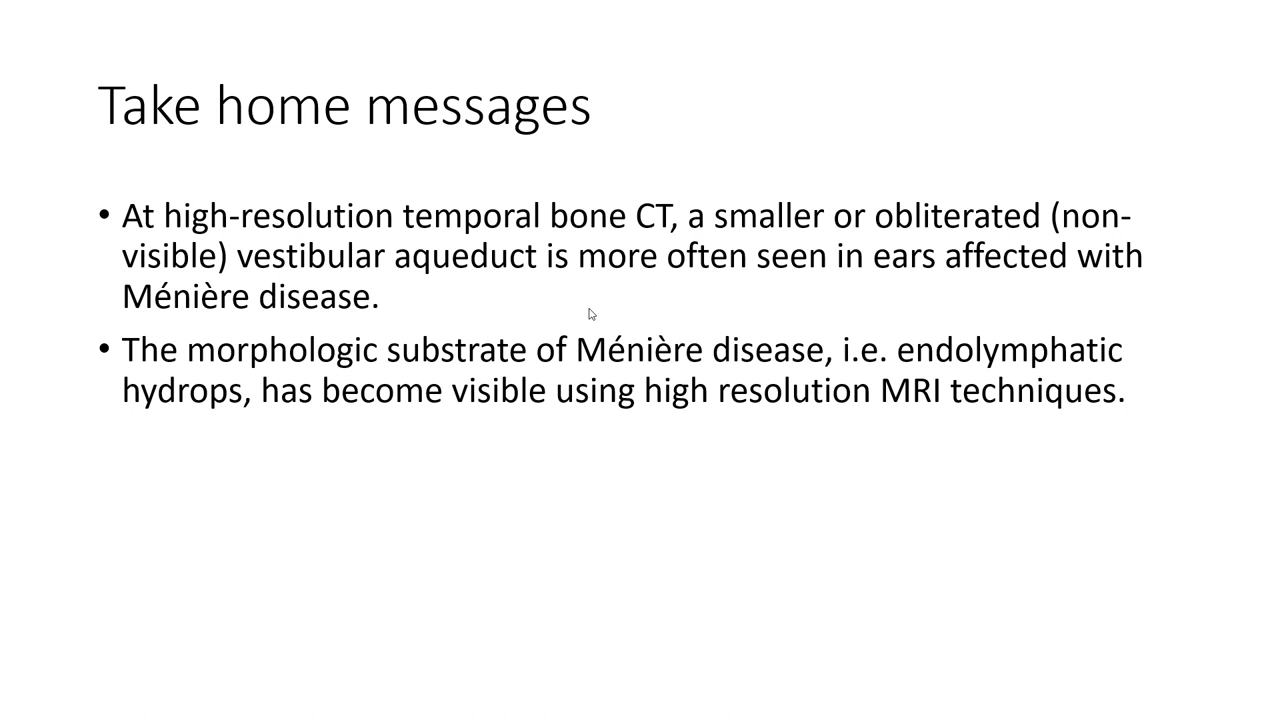 Take home messages
• At high-resolution temporal bone CT, a smaller or obliterated (non-
visible) vestibular aqueduct is more often seen in ears affected with
Ménière disease.
• The morphologic substrate of Ménière disease, i.e. endolymphatic
hydrops, has become visible using high resolution MRI techniques.